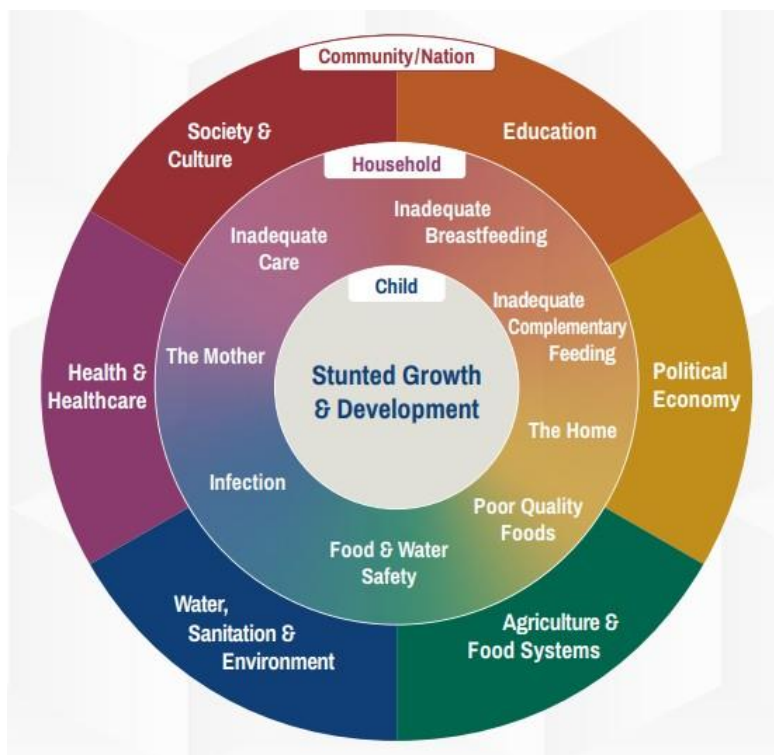 Community/Nation
Society &
Culture
Education
Household
Inadequate
Care
Inadequate
Breastfeeding
Child
Inadequate
Complementary
Feeding
The Mother
Health &
Healthcare
Stunted Growth
& Development
Political
Economy
The Home
Infection
Poor Quality
Foods
Food & Water
Safety
Water,
Sanitation &
Environment
Agriculture &
Food Systems